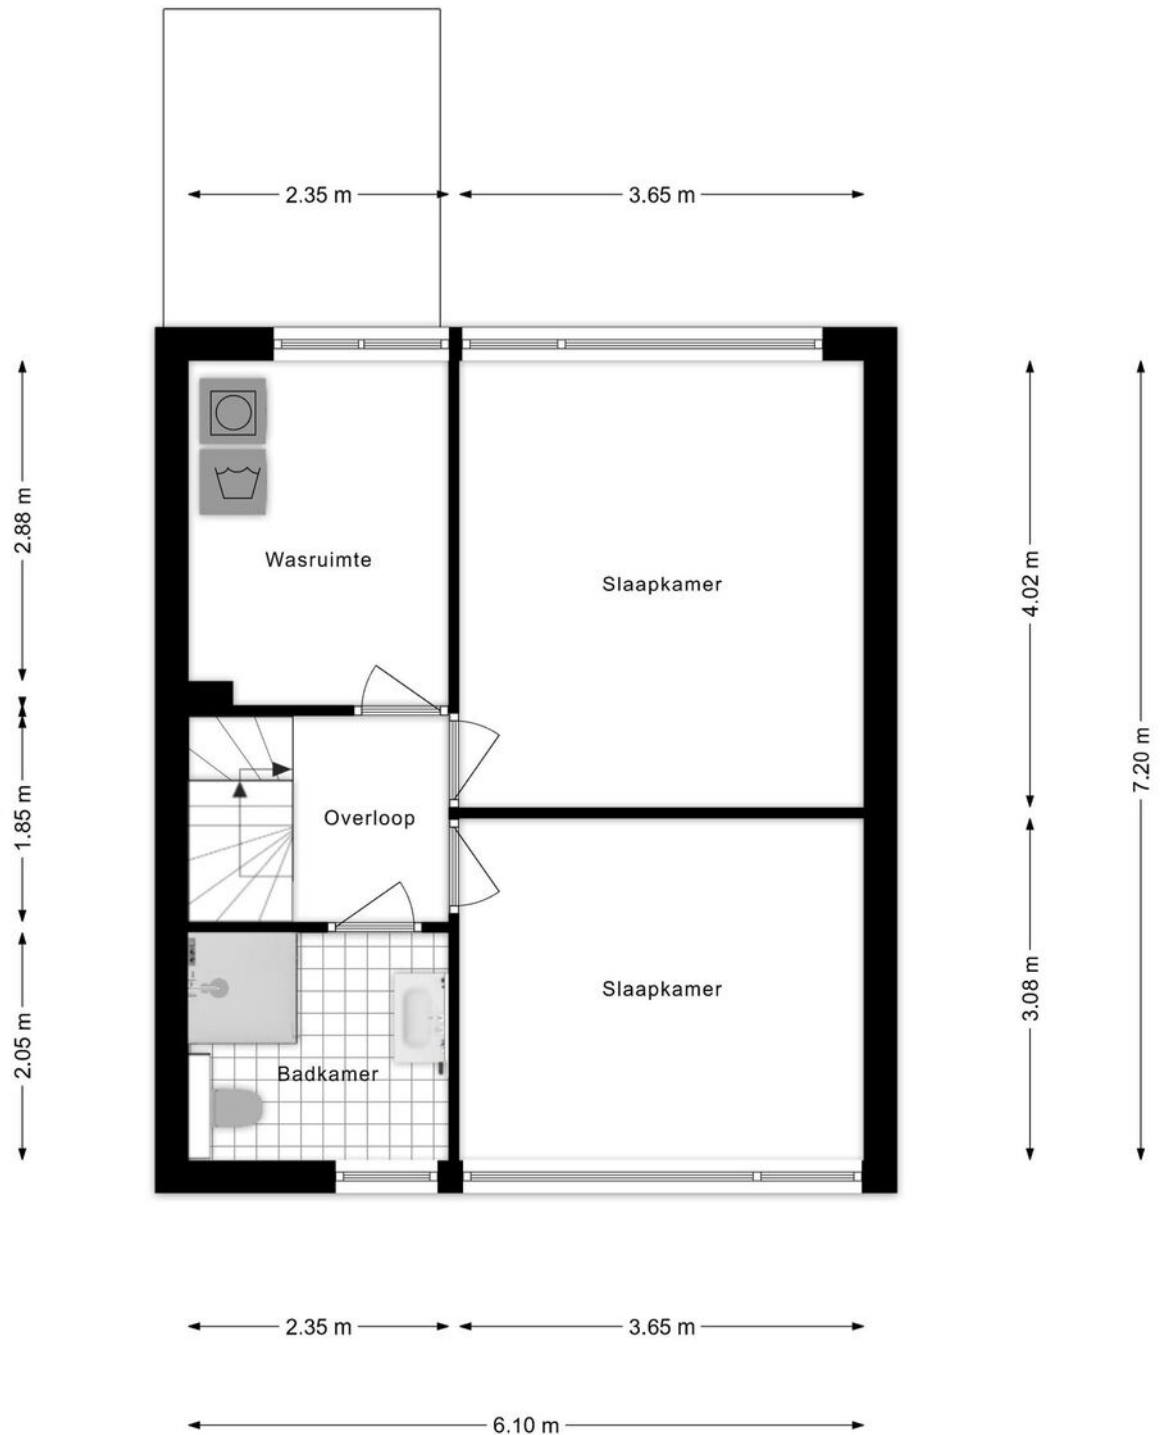 2.35 m
3.65 m
2.88 m
Wasruimte
Slaapkamer
4.02 m
7.20 m
1.85 m
Overloop
Slaapkamer
3.08 m
2.05 m
Badkamer
2.35 m
3.65 m
6.10 m